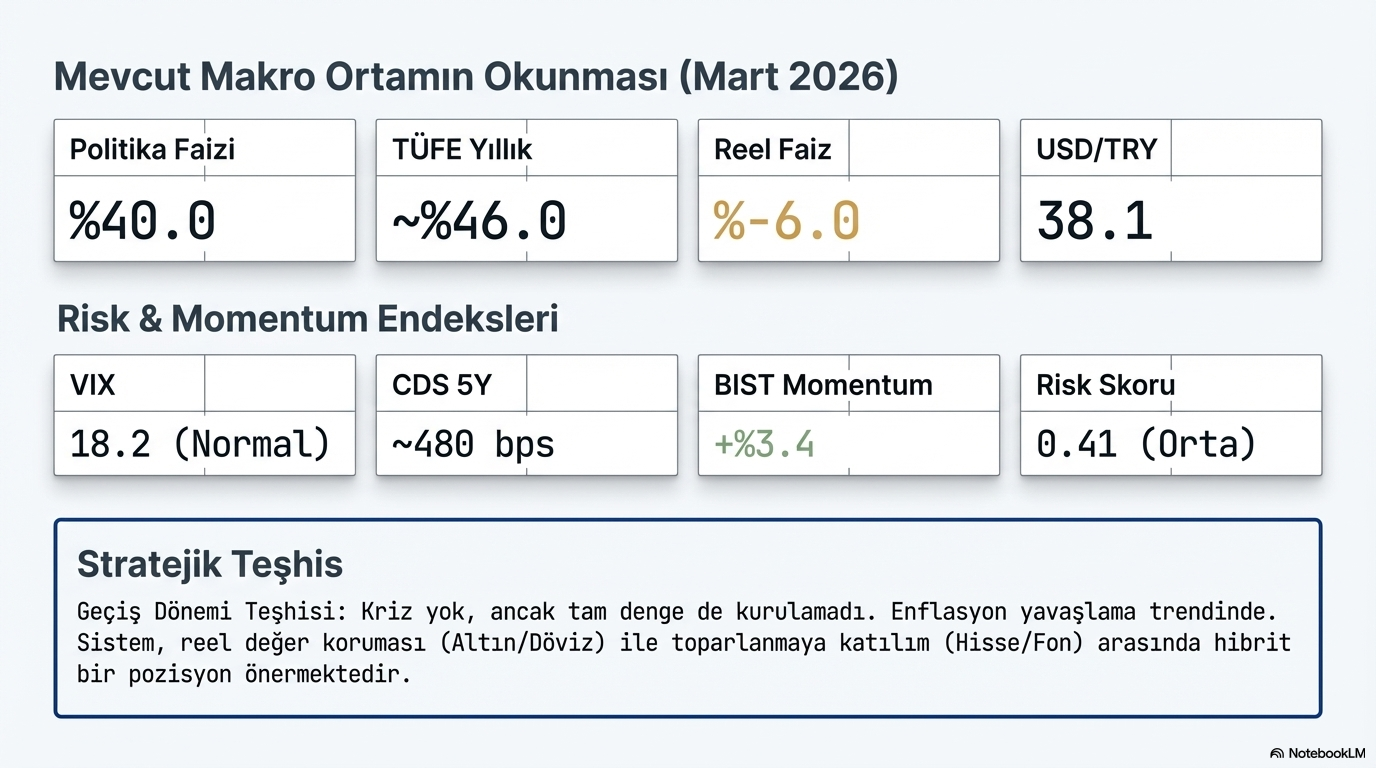 Mevcut Makro Ortamın Okunması (Mart 2026)
Politika Faizi
%40.0
TÜFE Yıllık
~%46.0
Reel Faiz
%-6.0
USD/TRY
38.1
Risk & Momentum Endeksleri
VIX
18.2 (Normal)
CDS 5Y
~480 bps
BIST Momentum
+%3.4
Risk Skoru
0.41 (Orta)
Stratejik Teşhis
Geçiş Dönemi Teşhisi: Kriz yok, ancak tam denge de kurulamadı. Enflasyon yavaşlama trendinde.
Sistem, reel değer koruması (Altın/Döviz) ile toparlanmaya katılım (Hisse/Fon) arasında hibrit
bir pozisyon önermektedir.
NotebookLM